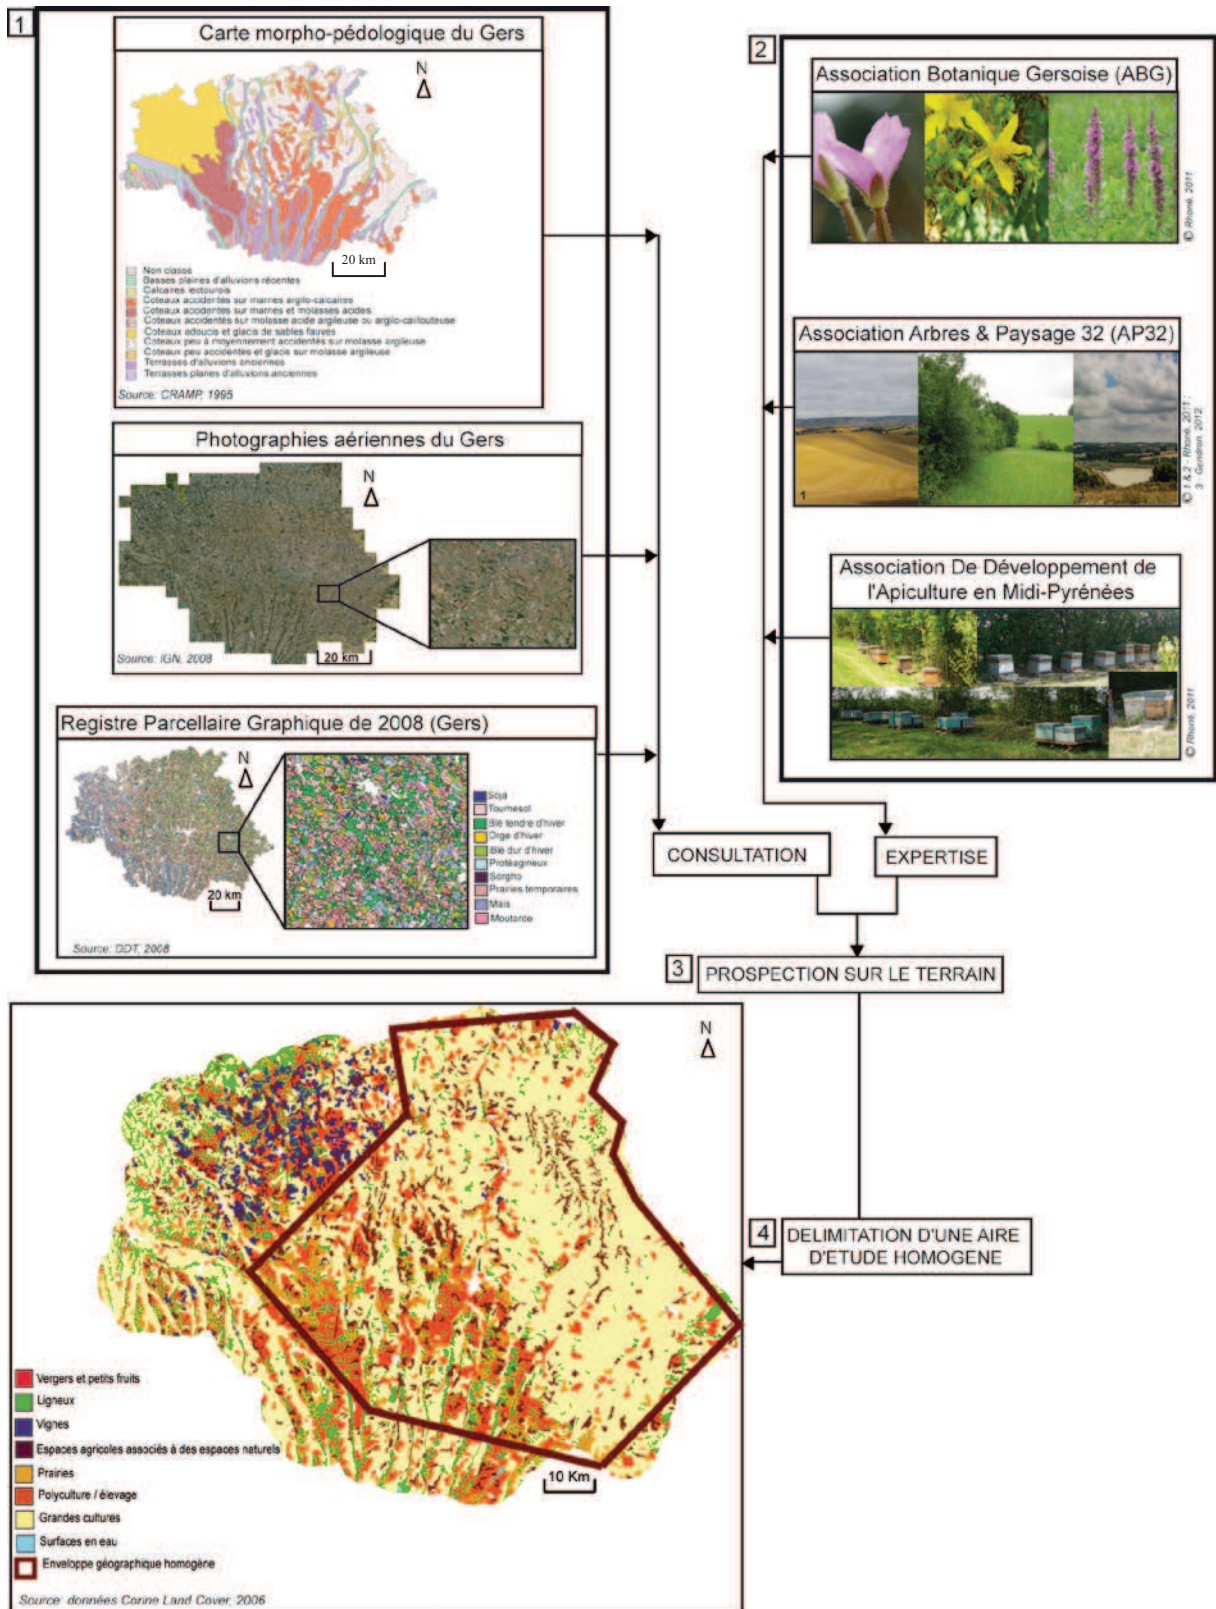 1
Carte morpho-pédologique du Gers
N
20 km
Non classé
Basses plaines d'alluvions récentes
Calcaires lectourois
Coteaux accidentés sur marnes argilo-calcaires
Coteaux accidentés sur marnes et molasses acides
Coteaux accidentés sur molasse acide argileuse ou argilo-caillouteuse
Coteaux adoucis et glacis de sables fauves
Coteaux peu à moyennement accidentés sur molasse argileuse
Coteaux peu accidentés et glacis sur molasse argileuse
Terrasses d'alluvions anciennes
Terrasses planes d'alluvions anciennes
Source: CRAMP, 1995
Photographies aériennes du Gers
N
20 km
Source: IGN, 2008
Registre Parcellaire Graphique de 2008 (Gers)
N
20 km
Soja
Tournesol
Blé tendre d'hiver
Orge d'hiver
Blé dur d'hiver
Protéagineux
Sorgho
Prairies temporaires
Maïs
Moutarde
Source: DDT, 2008
2
Association Botanique Gersoise (ABG)
© Rhoné, 2011
Association Arbres & Paysage 32 (AP32)
1
2
3
© 1 & 2 - Rhoné, 2011 ;
3 - Gendron, 2012
Association De Développement de
l'Apiculture en Midi-Pyrénées
© Rhoné, 2011
CONSULTATION
EXPERTISE
3
PROSPECTION SUR LE TERRAIN
4
DELIMITATION D'UNE AIRE
D'ETUDE HOMOGENE
N
10 Km
Vergers et petits fruits
Ligneux
Vignes
Espaces agricoles associés à des espaces naturels
Prairies
Polyculture / élevage
Grandes cultures
Surfaces en eau
Enveloppe géographique homogène
Source: données Corine Land Cover, 2006